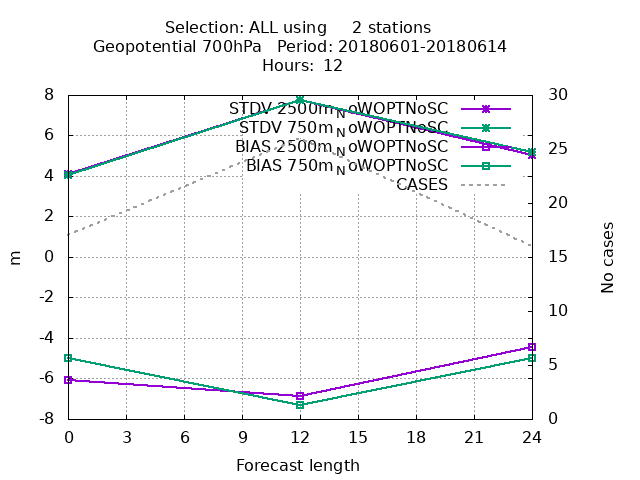 Selection: ALL using 2 stations
Geopotential 700hPa Period: 20180601-20180614
Hours: 12
8
6
4
2
0
-2
-4
-6
-8
m
STDV 2500m_NoWOPTNoSC
STDV 750m_NoWOPTNoSC
BIAS 2500m_NoWOPTNoSC
BIAS 750m_NoWOPTNoSC
CASES
30
25
20
15
10
5
0
No cases
0 3 6 9 12 15 18 21 24
Forecast length